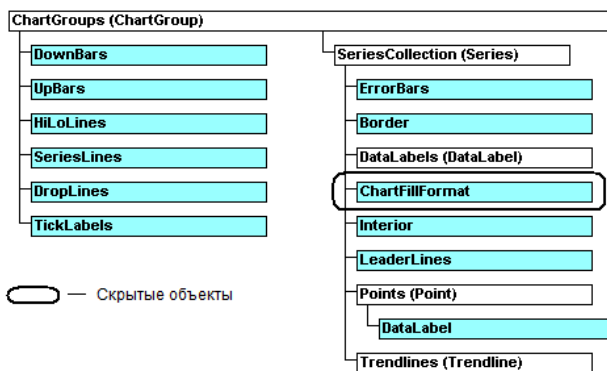 ChartGroups (ChartGroup)
DownBars
UpBars
HiLoLines
SeriesLines
DropLines
TickLabels
— Скрытые объекты
SeriesCollection (Series)
ErrorBars
Border
DataLabels (DataLabel)
ChartFillFormat
Interior
LeaderLines
Points (Point)
DataLabel
Trendlines (Trendline)